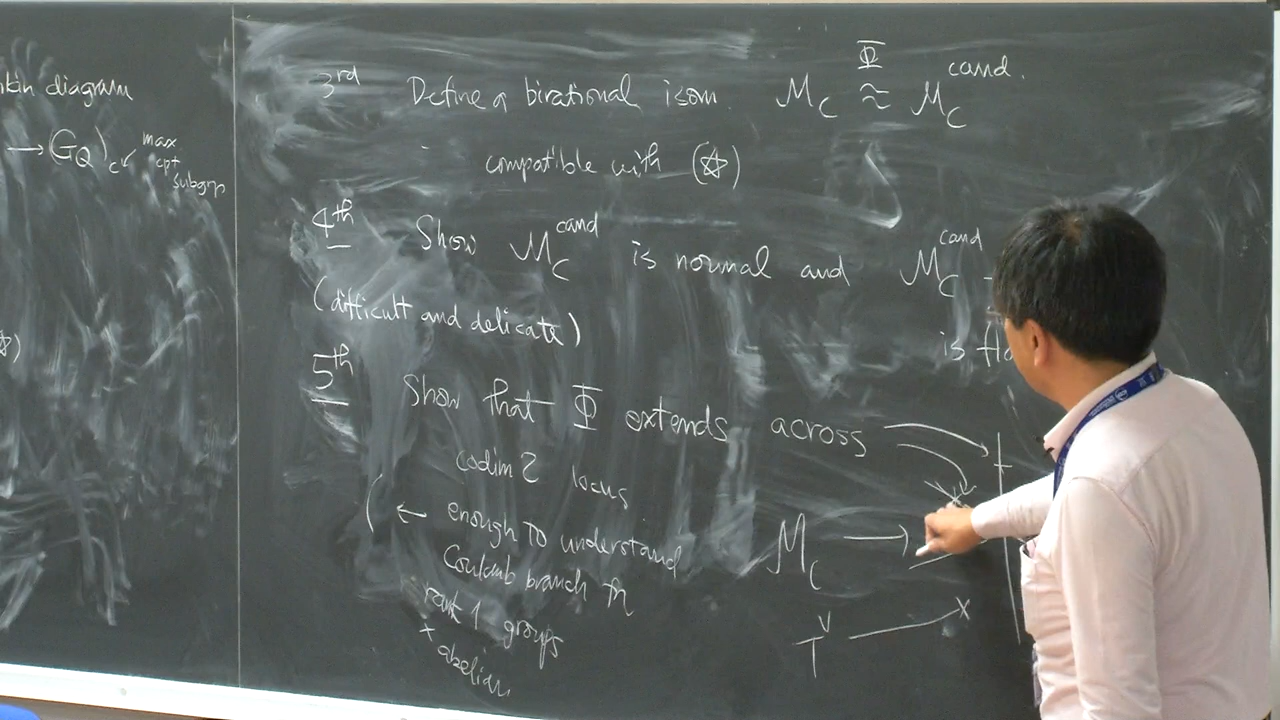 diagram
→ (G_Q)_c ↙ max
cpt
subgrp
☆)
3rd Define a birational isom. M_C ≈^Φ M_C^cand.
compatible with (☆)
4th Show M_C^cand is normal and M_C^cand
(difficult and delicate) is
5th Show that Φ extends across
codim 2 locus
( ← enough to understand
Coulomb branch for
rank 1 groups
+ abelian
M_C →
T^∨